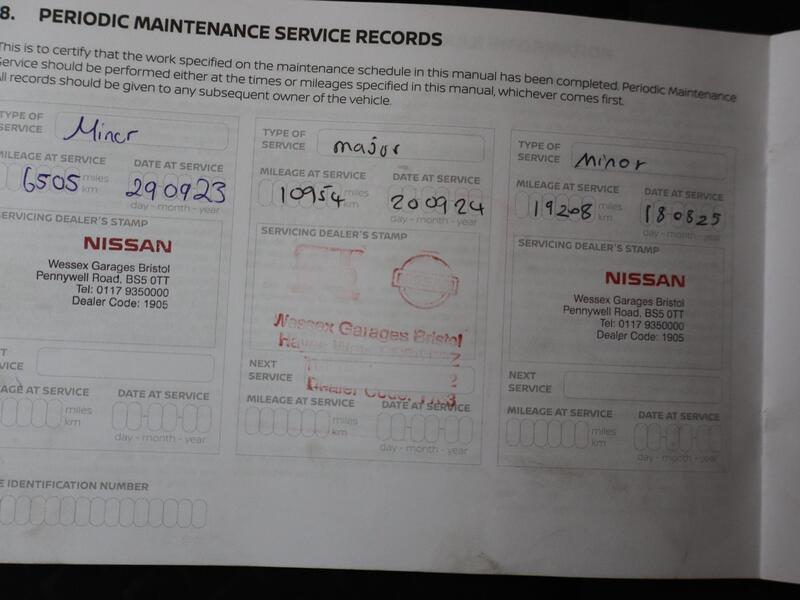 8. PERIODIC MAINTENANCE SERVICE RECORDS
This is to certify that the work specified on the maintenance schedule in this manual has been completed. Periodic Maintenance
Service should be performed either at the times or mileages specified in this manual, whichever comes first.
All records should be given to any subsequent owner of the vehicle.
TYPE OF
SERVICE
Minor
MILEAGE AT SERVICE
DATE AT SERVICE
6505
miles
km
290923
day - month - year
SERVICING DEALER'S STAMP
NISSAN
Wessex Garages Bristol
Pennywell Road, BS5 0TT
Tel: 0117 9350000
Dealer Code: 1905
SERVICE
MILEAGE AT SERVICE
DATE AT SERVICE
miles
km
day - month - year
TYPE OF
SERVICE
major
MILEAGE AT SERVICE
DATE AT SERVICE
10954
miles
km
200924
day - month - year
SERVICING DEALER'S STAMP
Wessex Garages Bristol
Dealer Code:
NEXT
SERVICE
MILEAGE AT SERVICE
DATE AT SERVICE
miles
km
day - month - year
TYPE OF
SERVICE
Minor
MILEAGE AT SERVICE
DATE AT SERVICE
19208
miles
km
180825
day - month - year
SERVICING DEALER'S STAMP
NISSAN
Wessex Garages Bristol
Pennywell Road, BS5 0TT
Tel: 0117 9350000
Dealer Code: 1905
NEXT
SERVICE
MILEAGE AT SERVICE
DATE AT SERVICE
miles
km
day - month - year
IDENTIFICATION NUMBER